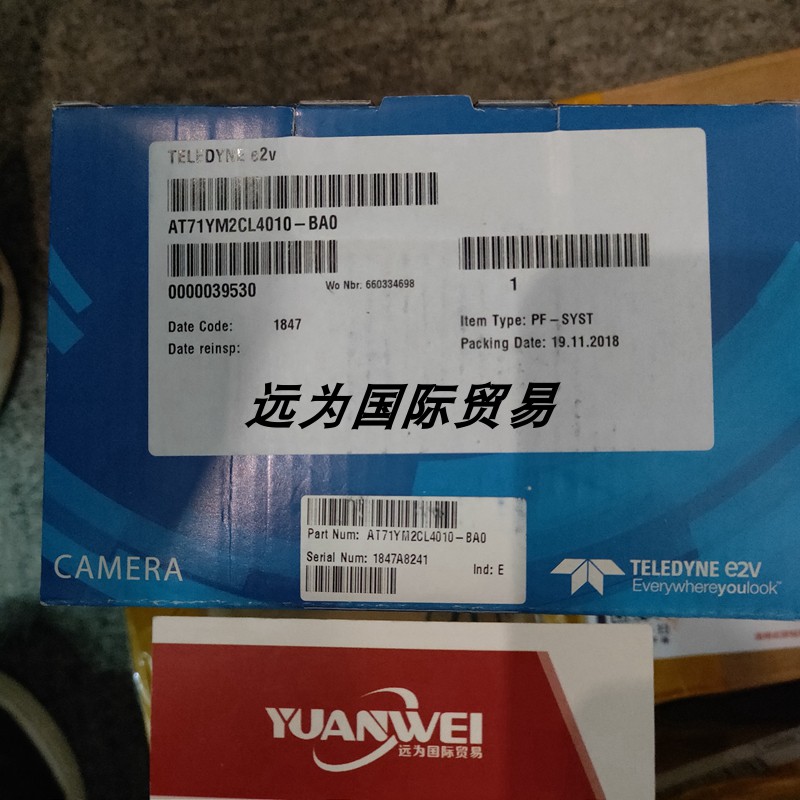 TELEDYNE e2v
AT71YM2CL4010-BA0
0000039530
Wo Nbr: 660334698
1
Date Code: 1847
Item Type: PF-SYST
Date reinsp:
Packing Date: 19.11.2018
远为国际贸易
Part Num: AT71YM2CL4010-BA0
Serial Num: 1847A8241
Ind: E
CAMERA
TELEDYNE e2v
Everywhereyoulook™
YUANWEI
远为国际贸易